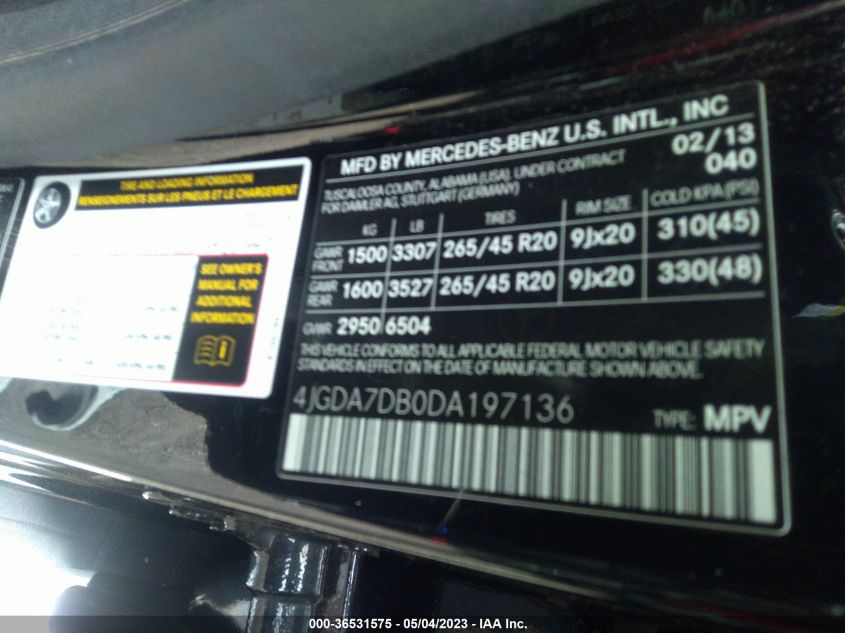 TIRE AND LOADING INFORMATION
RENSEIGNEMENTS SUR LES PNEUS ET LE CHARGEMENT
SEE OWNER'S
MANUAL FOR
ADDITIONAL
INFORMATION
MFD BY MERCEDES-BENZ U.S. INTL., INC
TUSCALOOSA COUNTY, ALABAMA (USA), UNDER CONTRACT 02/13
FOR DAIMLER AG, STUTTGART (GERMANY) 040
KG LB TIRES RIM SIZE COLD KPA(PSI)
GAWR FRONT 1500 3307 265/45 R20 9Jx20 310(45)
GAWR REAR 1600 3527 265/45 R20 9Jx20 330(48)
GVWR 2950 6504
THIS VEHICLE CONFORMS TO ALL APPLICABLE FEDERAL MOTOR VEHICLE SAFETY
STANDARDS IN EFFECT ON THE DATE OF MANUFACTURE SHOWN ABOVE.
4JGDA7DB0DA197136 TYPE: MPV
000-36531575 — 05/04/2023 — IAA Inc.